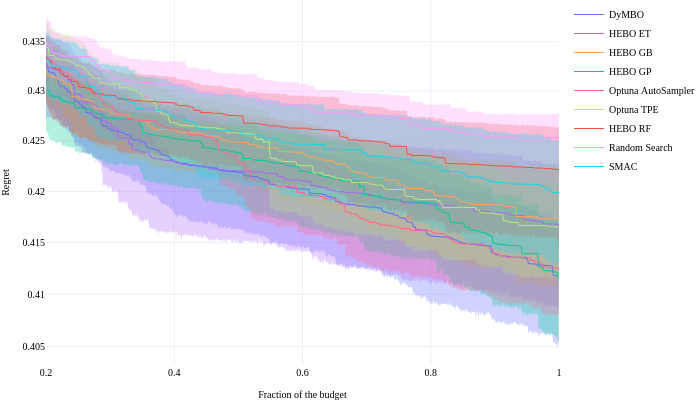 Regret
0.435
0.43
0.425
0.42
0.415
0.41
0.405
0.2
0.4
0.6
0.8
1
Fraction of the budget
DyMBO
HEBO ET
HEBO GB
HEBO GP
Optuna AutoSampler
Optuna TPE
HEBO RF
Random Search
SMAC